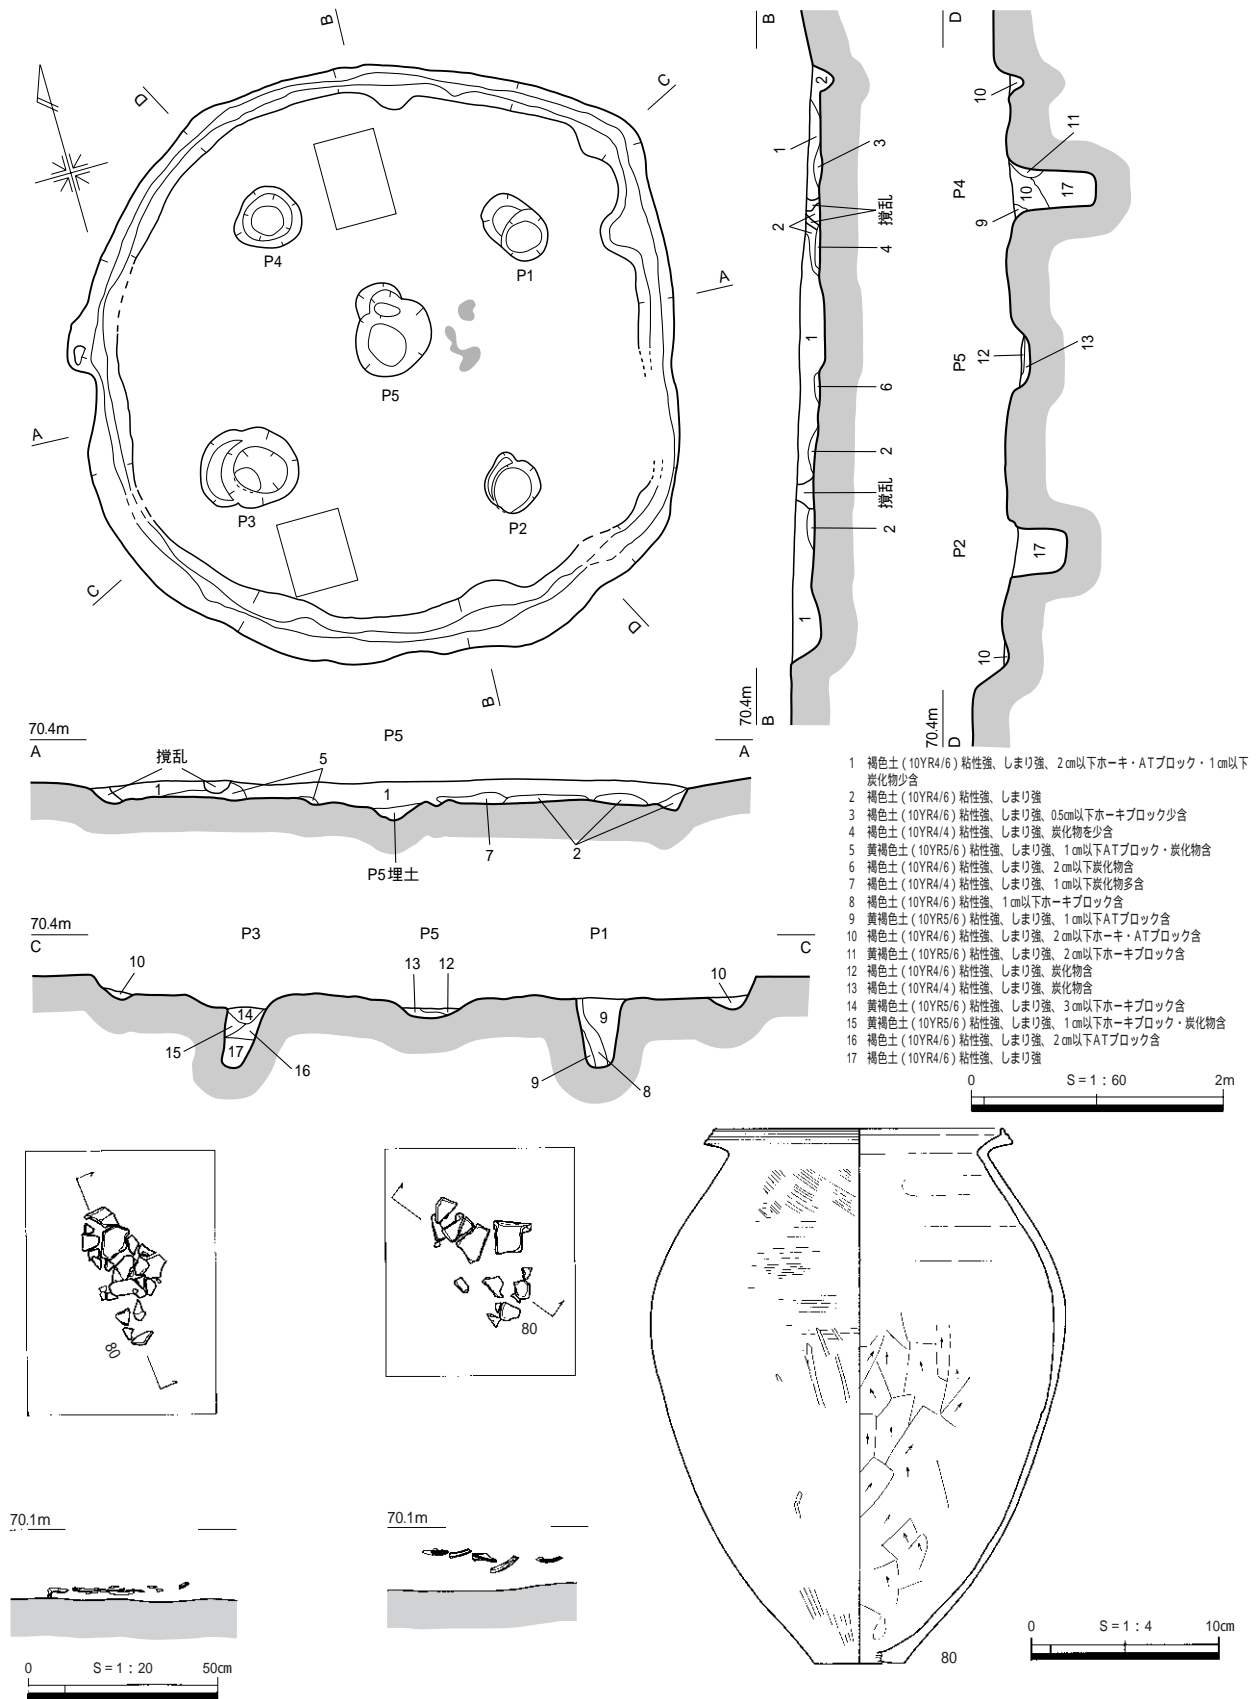 B
C
D
P4
P1
A
P5
A
P3
P2
C
D
B
B
2
1
3
撹乱
2
4
1
6
2
撹乱
2
1
70.4m
B
D
10
11
P4
10
17
9
P5
12
13
P2
17
10
70.4m
D
70.4m
A
P5
A
撹乱
5
1
1
7
2
P5埋土
70.4m
C
P3
P5
P1
C
10
13
12
10
14
9
15
17
16
9
8
1 褐色土(10YR4/6)粘性強、しまり強、2㎝以下ホーキ・ATブロック・1㎝以下
炭化物少含
2 褐色土(10YR4/6)粘性強、しまり強
3 褐色土(10YR4/6)粘性強、しまり強、0.5㎝以下ホーキブロック少含
4 褐色土(10YR4/4)粘性強、しまり強、炭化物を少含
5 黄褐色土(10YR5/6)粘性強、しまり強、1㎝以下ATブロック・炭化物含
6 褐色土(10YR4/6)粘性強、しまり強、2㎝以下炭化物含
7 褐色土(10YR4/4)粘性強、しまり強、1㎝以下炭化物多含
8 褐色土(10YR4/6)粘性強、1㎝以下ホーキブロック含
9 黄褐色土(10YR5/6)粘性強、しまり強、1㎝以下ATブロック含
10 褐色土(10YR4/6)粘性強、しまり強、2㎝以下ホーキ・ATブロック含
11 黄褐色土(10YR5/6)粘性強、しまり強、2㎝以下ホーキブロック含
12 褐色土(10YR4/6)粘性強、しまり強、炭化物含
13 褐色土(10YR4/4)粘性強、しまり強、炭化物含
14 黄褐色土(10YR5/6)粘性強、しまり強、3㎝以下ホーキブロック含
15 黄褐色土(10YR5/6)粘性強、しまり強、1㎝以下ホーキブロック・炭化物含
16 褐色土(10YR4/6)粘性強、しまり強、2㎝以下ATブロック含
17 褐色土(10YR4/6)粘性強、しまり強
0 S=1:60 2m
80
80
70.1m
70.1m
0 S=1:20 50㎝
80
0 S=1:4 10㎝